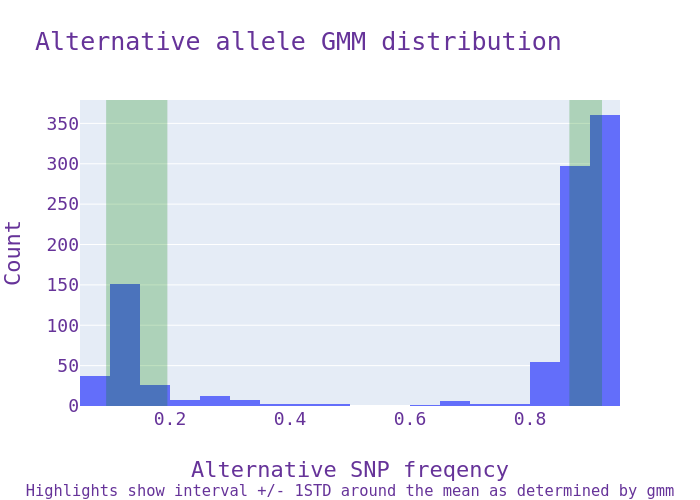 Alternative allele GMM distribution
350
300
250
200
150
100
50
0
Count
0.2 0.4 0.6 0.8
Alternative SNP freqency
Highlights show interval +/- 1STD around the mean as determined by gmm